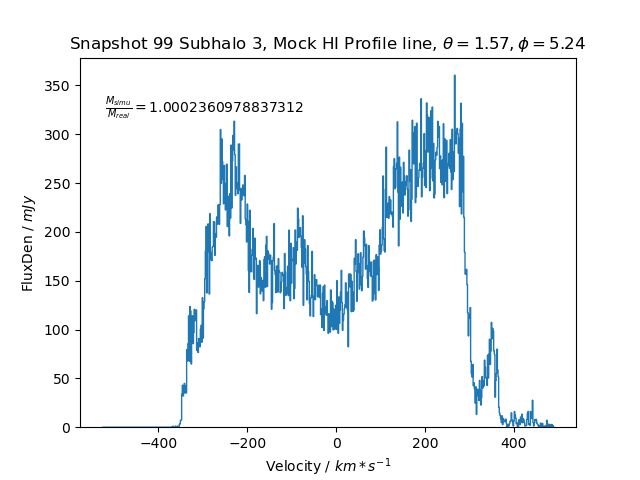 Snapshot 99 Subhalo 3, Mock HI Profile line, θ = 1.57, ϕ = 5.24
M_simu/M_real = 1.0002360978837312
FluxDen / mJy
350
300
250
200
150
100
50
0
−400 −200 0 200 400
Velocity / km * s⁻¹